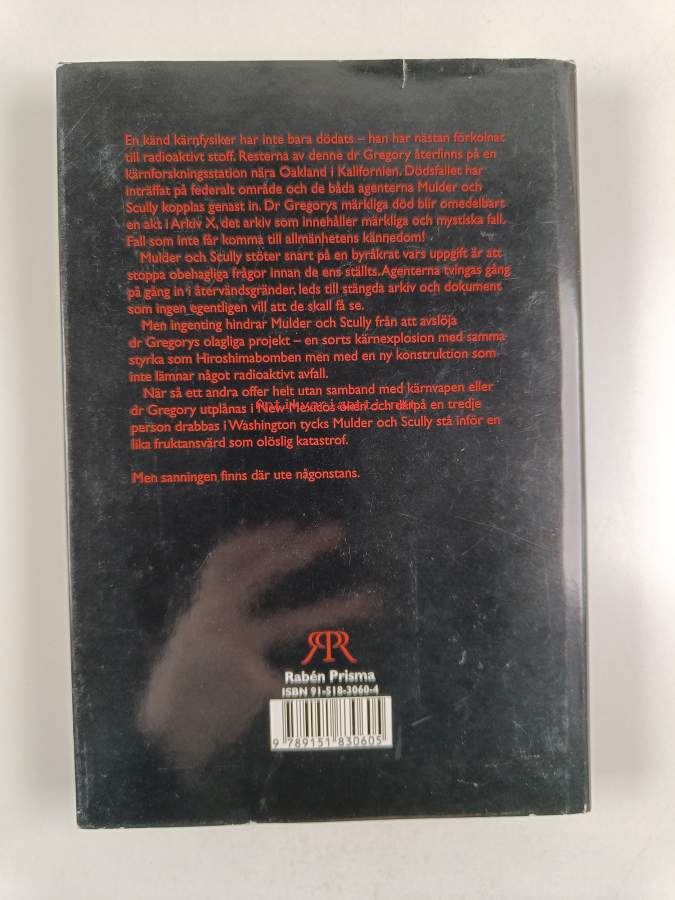 En känd kärnfysiker har inte bara dödats – han har nästan förkolnat
till radioaktivt stoff. Resterna av denne dr Gregory återfinns på en
kärnforskningsstation nära Oakland i Kalifornien. Dödsfallet har
inträffat på federalt område och de båda agenterna Mulder och
Scully kopplas genast in. Dr Gregorys märkliga död blir omedelbart
en akt i Arkiv X, det arkiv som innehåller märkliga och mystiska fall.
Fall som inte får komma till allmänhetens kännedom!
Mulder och Scully stöter snart på en byråkrat vars uppgift är att
stoppa obehagliga frågor innan de ens ställts. Agenterna tvingas gång
på gång in i återvändsgränder, leds till stängda arkiv och dokument
som ingen egentligen vill att de skall få se.
Men ingenting hindrar Mulder och Scully från att avslöja
dr Gregorys olagliga projekt – en sorts kärnexplosion med samma
styrka som Hiroshimabomben men med en ny konstruktion som
inte lämnar något radioaktivt avfall.
När så ett andra offer helt utan samband med kärnvapen eller
dr Gregory utplånas i New Mexicos öken och därpå en tredje
person drabbas i Washington tycks Mulder och Scully stå inför en
lika fruktansvärd som olöslig katastrof.
Men sanningen finns där ute någonstans.
RPR
Rabén Prisma
ISBN 91-518-3060-4
9 789151 830605